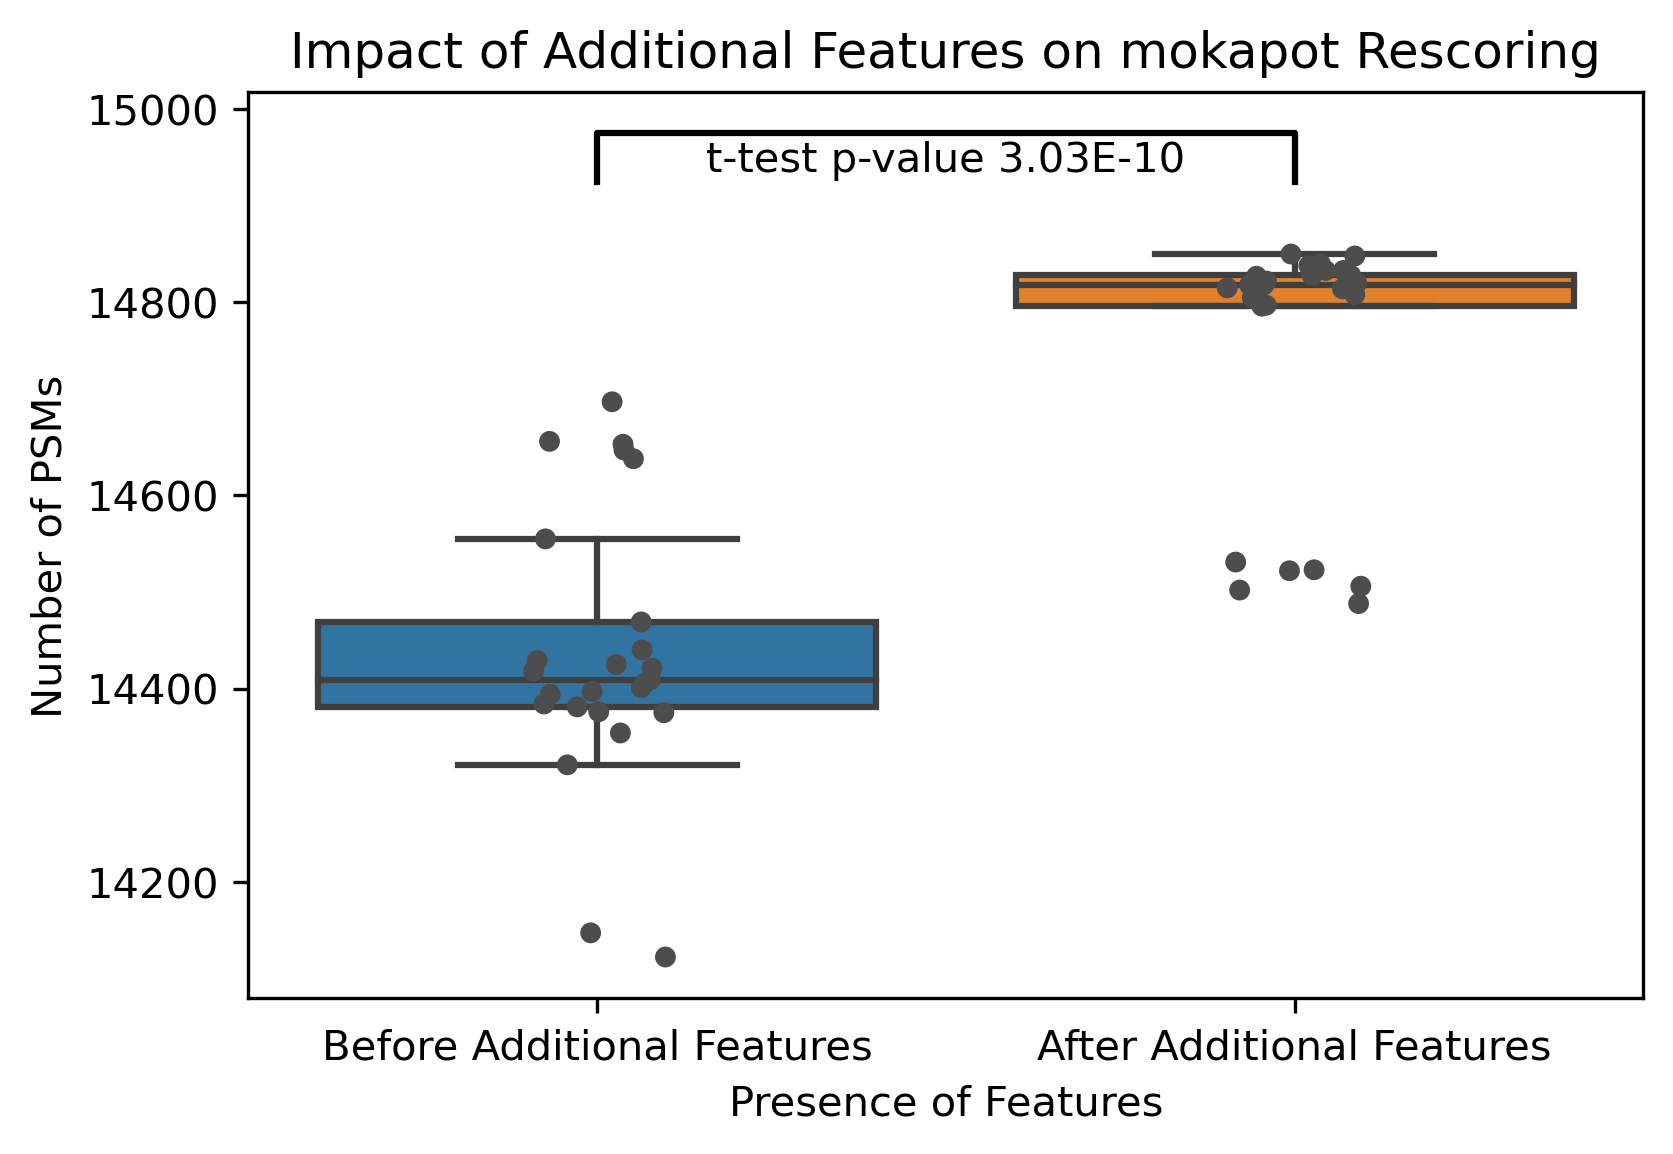 Impact of Additional Features on mokapot Rescoring
15000
t-test p-value 3.03E-10
14800
14600
14400
14200
Number of PSMs
Before Additional Features
After Additional Features
Presence of Features